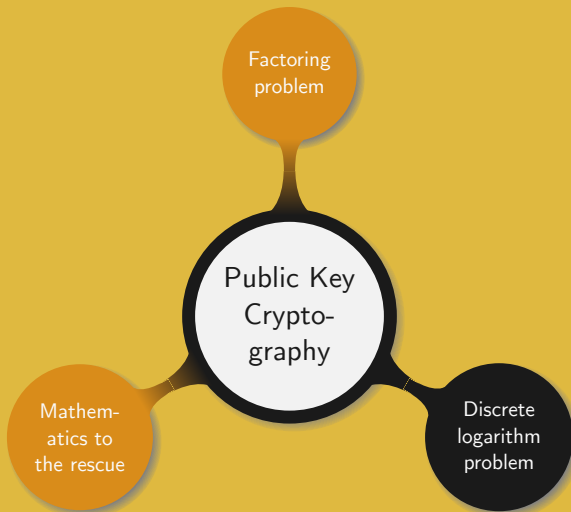 Factoring
problem
Public Key
Crypto-
graphy
Mathem-
atics to
the rescue
Discrete
logarithm
problem